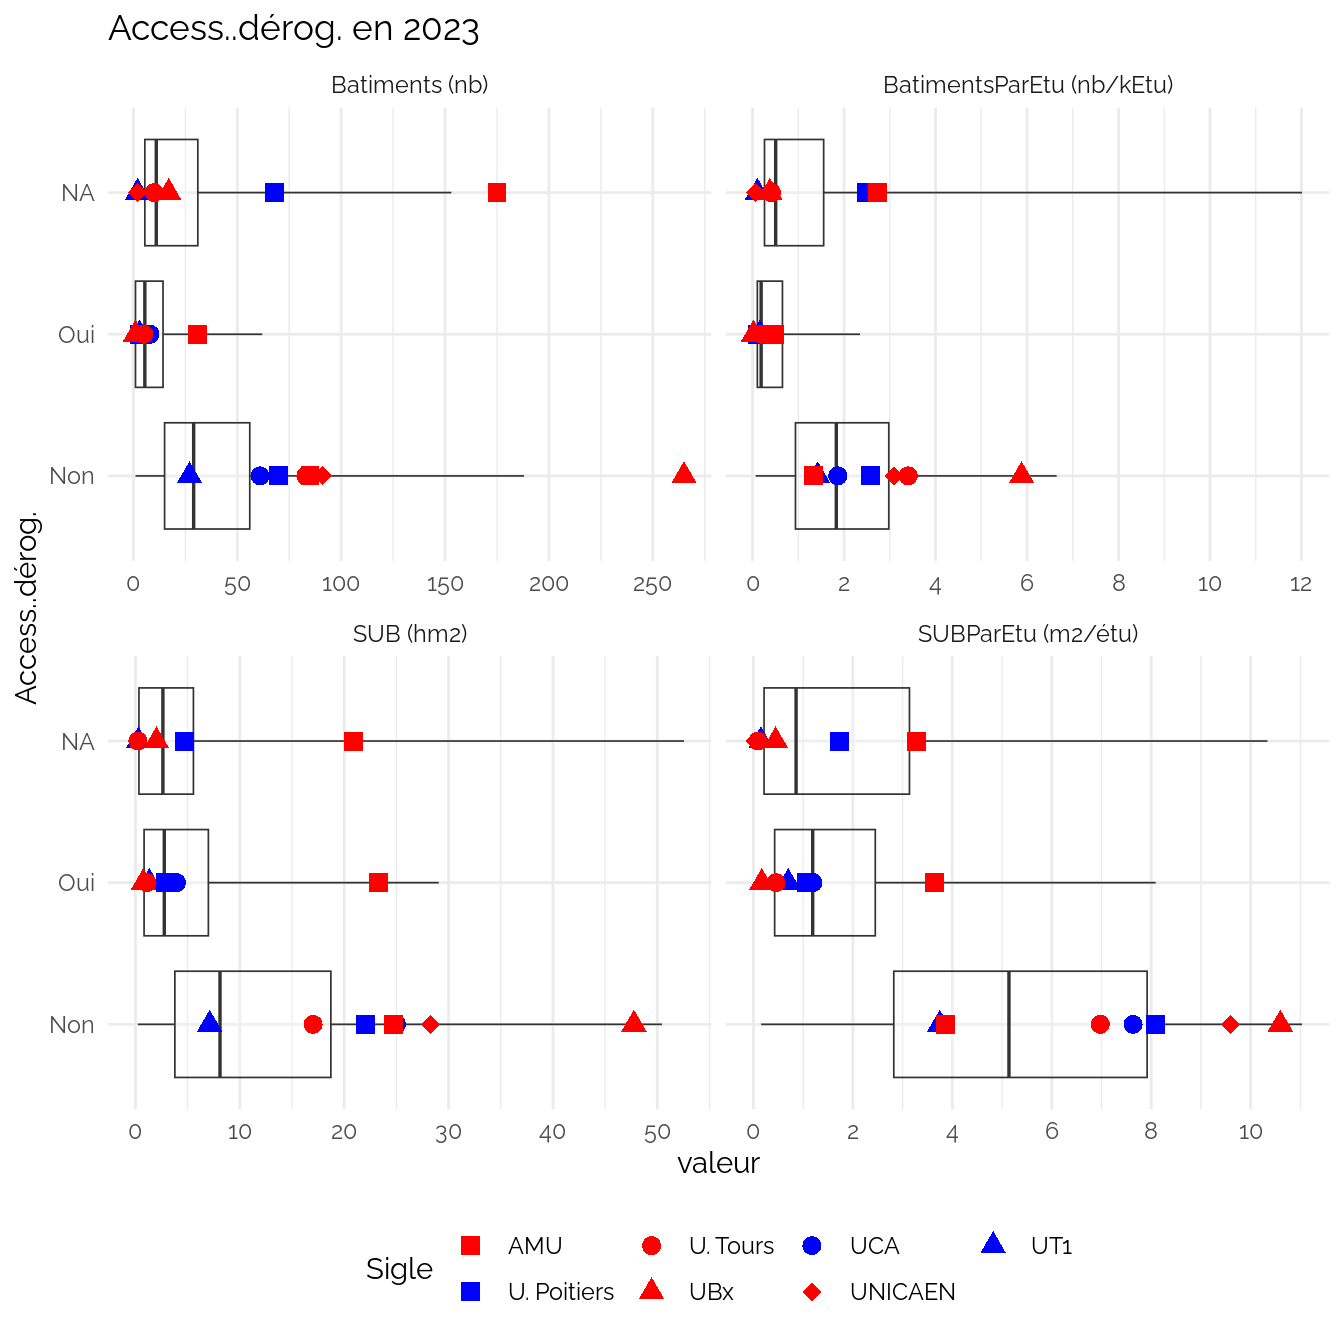 Access..dérog. en 2023
Batiments (nb)
BatimentsParEtu (nb/kEtu)
NA
Oui
Non
0 50 100 150 200 250
0 2 4 6 8 10 12
Access..dérog.
SUB (hm2)
SUBParEtu (m2/étu)
NA
Oui
Non
0 10 20 30 40 50
0 2 4 6 8 10
valeur
Sigle
AMU U. Tours UCA UT1
U. Poitiers UBx UNICAEN